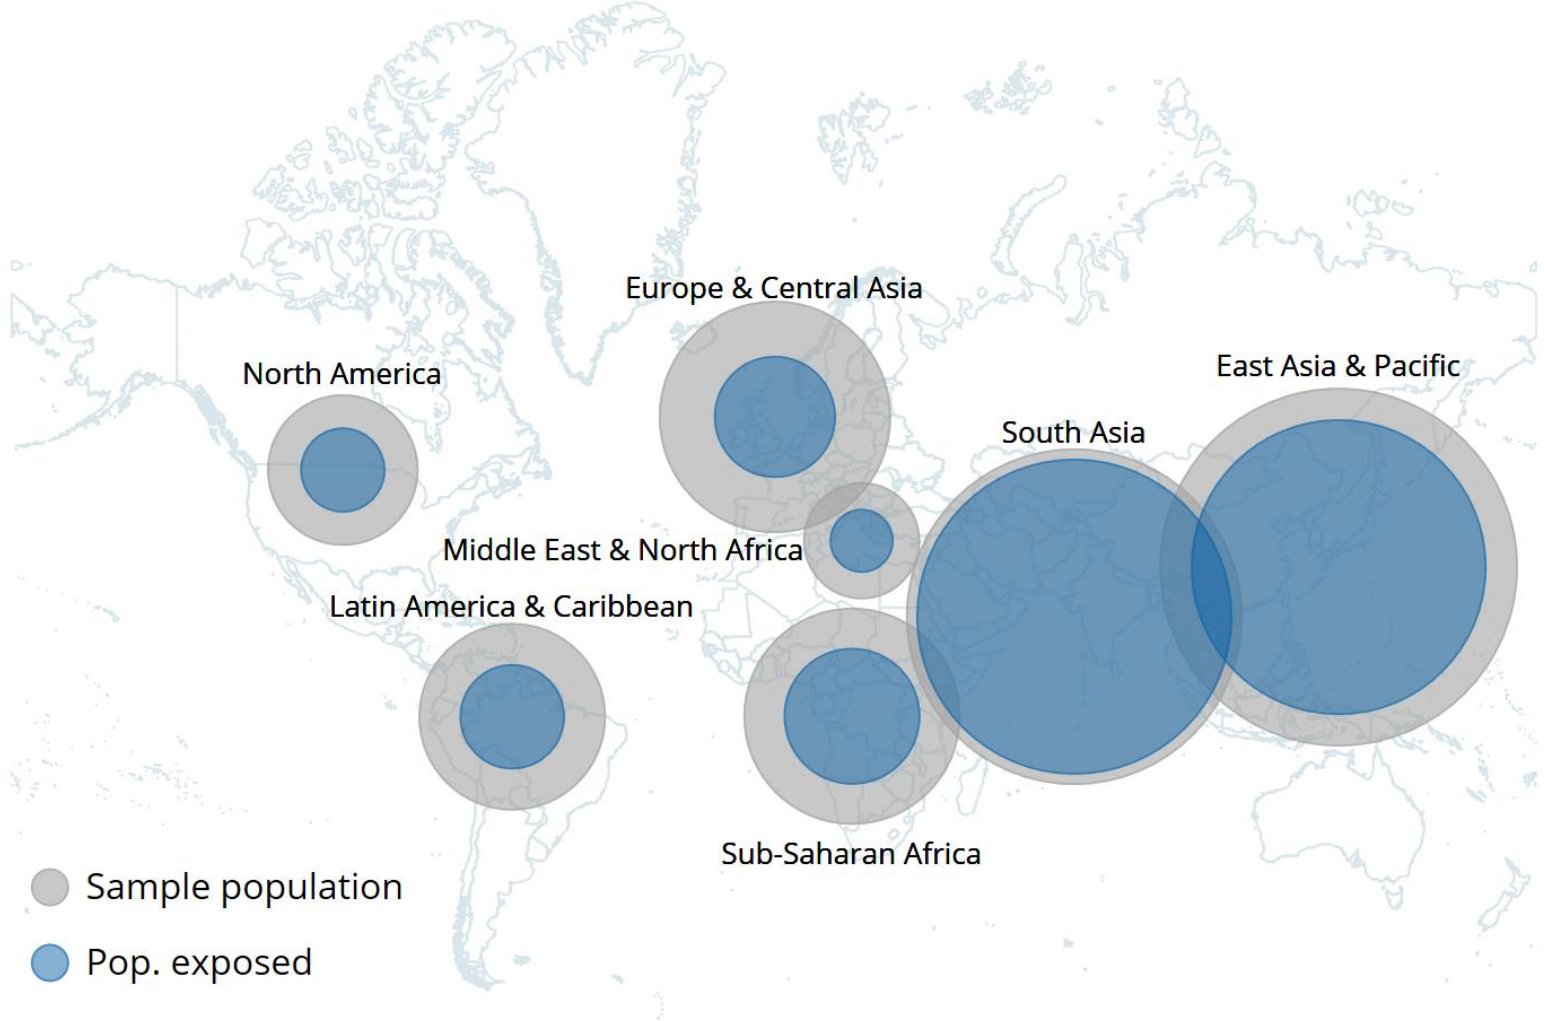 Europe & Central Asia
East Asia & Pacific
North America
South Asia
Middle East & North Africa
Latin America & Caribbean
Sub-Saharan Africa
Sample population
Pop. exposed